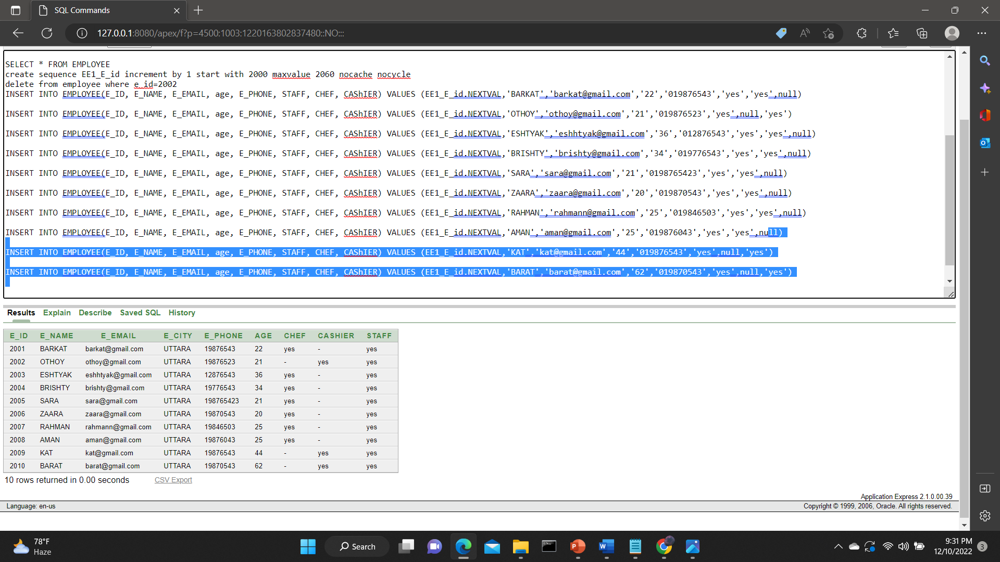 SQL Commands
127.0.0.1:8080/apex/f?p=4500:1003:1220163802837480::NO:::
SELECT * FROM EMPLOYEE
create sequence EE1_E_id increment by 1 start with 2000 maxvalue 2060 nocache nocycle
delete from employee where e_id=2002
INSERT INTO EMPLOYEE(E_ID, E_NAME, E_EMAIL, age, E_PHONE, STAFF, CHEF, CAShIER) VALUES (EE1_E_id.NEXTVAL,'BARKAT','barkat@gmail.com','22','019876543','yes','yes',null)
INSERT INTO EMPLOYEE(E_ID, E_NAME, E_EMAIL, age, E_PHONE, STAFF, CHEF, CAShIER) VALUES (EE1_E_id.NEXTVAL,'OTHOY','othoy@gmail.com','21','019876523','yes',null,'yes')
INSERT INTO EMPLOYEE(E_ID, E_NAME, E_EMAIL, age, E_PHONE, STAFF, CHEF, CAShIER) VALUES (EE1_E_id.NEXTVAL,'ESHTYAK','eshhtyak@gmail.com','36','012876543','yes','yes',null)
INSERT INTO EMPLOYEE(E_ID, E_NAME, E_EMAIL, age, E_PHONE, STAFF, CHEF, CAShIER) VALUES (EE1_E_id.NEXTVAL,'BRISHTY','brishty@gmail.com','34','019776543','yes','yes',null)
INSERT INTO EMPLOYEE(E_ID, E_NAME, E_EMAIL, age, E_PHONE, STAFF, CHEF, CAShIER) VALUES (EE1_E_id.NEXTVAL,'SARA','sara@gmail.com','21','0198765423','yes','yes',null)
INSERT INTO EMPLOYEE(E_ID, E_NAME, E_EMAIL, age, E_PHONE, STAFF, CHEF, CAShIER) VALUES (EE1_E_id.NEXTVAL,'ZAARA','zaara@gmail.com','20','019870543','yes','yes',null)
INSERT INTO EMPLOYEE(E_ID, E_NAME, E_EMAIL, age, E_PHONE, STAFF, CHEF, CAShIER) VALUES (EE1_E_id.NEXTVAL,'RAHMAN','rahmann@gmail.com','25','019846503','yes','yes',null)
INSERT INTO EMPLOYEE(E_ID, E_NAME, E_EMAIL, age, E_PHONE, STAFF, CHEF, CAShIER) VALUES (EE1_E_id.NEXTVAL,'AMAN','aman@gmail.com','25','019876043','yes','yes',null)
INSERT INTO EMPLOYEE(E_ID, E_NAME, E_EMAIL, age, E_PHONE, STAFF, CHEF, CAShIER) VALUES (EE1_E_id.NEXTVAL,'KAT','kat@gmail.com','44','019876543','yes',null,'yes')
INSERT INTO EMPLOYEE(E_ID, E_NAME, E_EMAIL, age, E_PHONE, STAFF, CHEF, CAShIER) VALUES (EE1_E_id.NEXTVAL,'BARAT','barat@gmail.com','62','019870543','yes',null,'yes')
Results Explain Describe Saved SQL History
E_ID E_NAME E_EMAIL E_CITY E_PHONE AGE CHEF CASHIER STAFF
2001 BARKAT barkat@gmail.com UTTARA 19876543 22 yes - yes
2002 OTHOY othoy@gmail.com UTTARA 19876523 21 - yes yes
2003 ESHTYAK eshhtyak@gmail.com UTTARA 12876543 36 yes - yes
2004 BRISHTY brishty@gmail.com UTTARA 19776543 34 yes - yes
2005 SARA sara@gmail.com UTTARA 198765423 21 yes - yes
2006 ZAARA zaara@gmail.com UTTARA 19870543 20 yes - yes
2007 RAHMAN rahmann@gmail.com UTTARA 19846503 25 yes - yes
2008 AMAN aman@gmail.com UTTARA 19876043 25 yes - yes
2009 KAT kat@gmail.com UTTARA 19876543 44 - yes yes
2010 BARAT barat@gmail.com UTTARA 19870543 62 - yes yes
10 rows returned in 0.00 seconds CSV Export
Application Express 2.1.0.00.39
Language: en-us Copyright © 1999, 2006, Oracle. All rights reserved.
78°F
Haze
Search
9:31 PM
12/10/2022
3